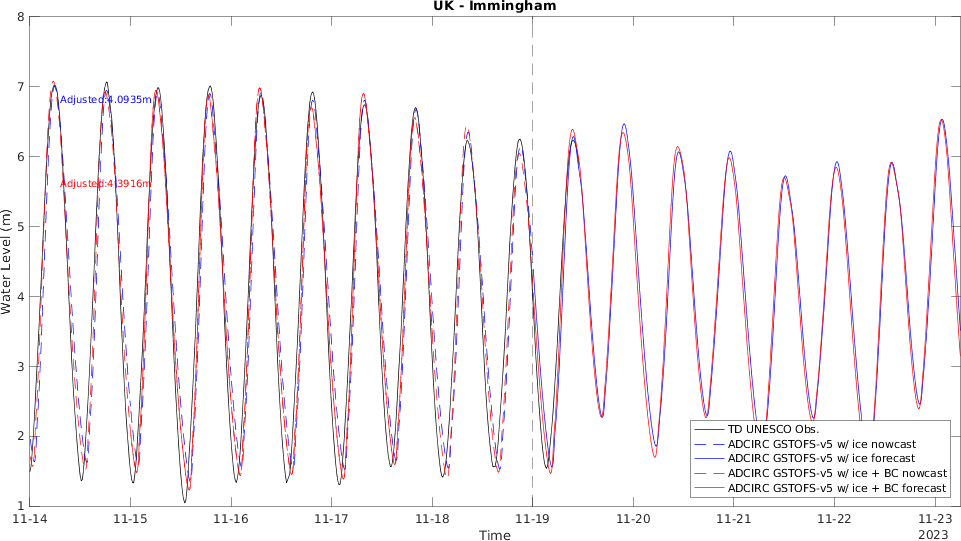 UK - Immingham
8
7
6
5
4
3
2
1
Water Level (m)
Adjusted:4.0935m
Adjusted:4.3916m
TD UNESCO Obs.
ADCIRC GSTOFS-v5 w/ ice nowcast
ADCIRC GSTOFS-v5 w/ ice forecast
ADCIRC GSTOFS-v5 w/ ice + BC nowcast
ADCIRC GSTOFS-v5 w/ ice + BC forecast
11-14 11-15 11-16 11-17 11-18 11-19 11-20 11-21 11-22 11-23
Time
2023